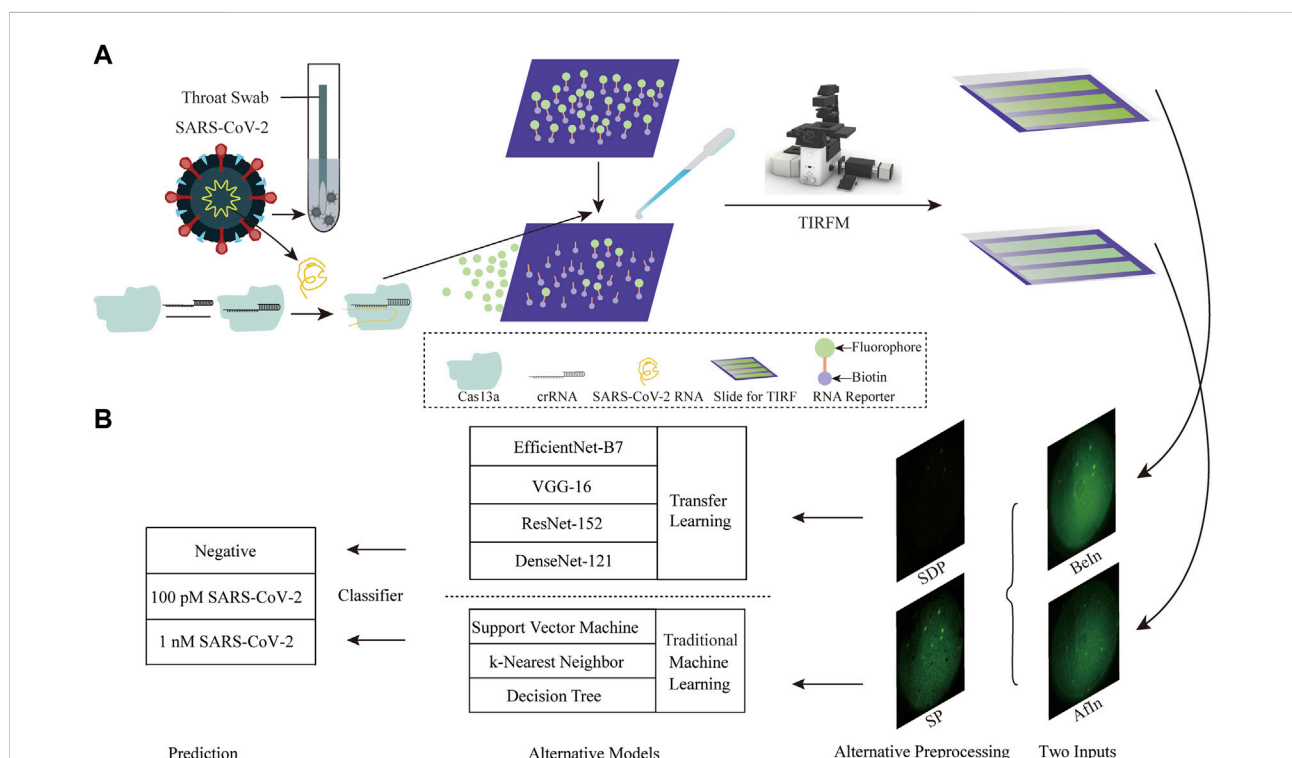 A
Throat Swab
SARS-CoV-2
TIRFM
Fluorophore
Biotin
Cas13a
crRNA
SARS-CoV-2 RNA
Slide for TIRF
RNA Reporter
B
EfficientNet-B7
VGG-16
ResNet-152
DenseNet-121
Transfer
Learning
Negative
100 pM SARS-CoV-2
1 nM SARS-CoV-2
Classifier
Support Vector Machine
k-Nearest Neighbor
Decision Tree
Traditional
Machine
Learning
SDP
SP
BeIn
AfIn
Prediction
Alternative Models
Alternative Preprocessing
Two Inputs